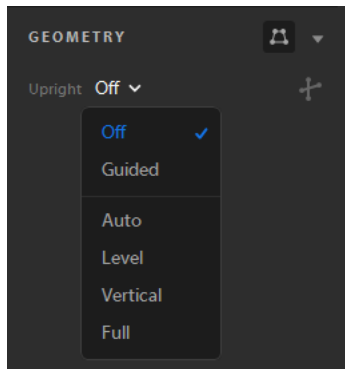 GEOMETRY
Upright Off
Off
Guided
Auto
Level
Vertical
Full